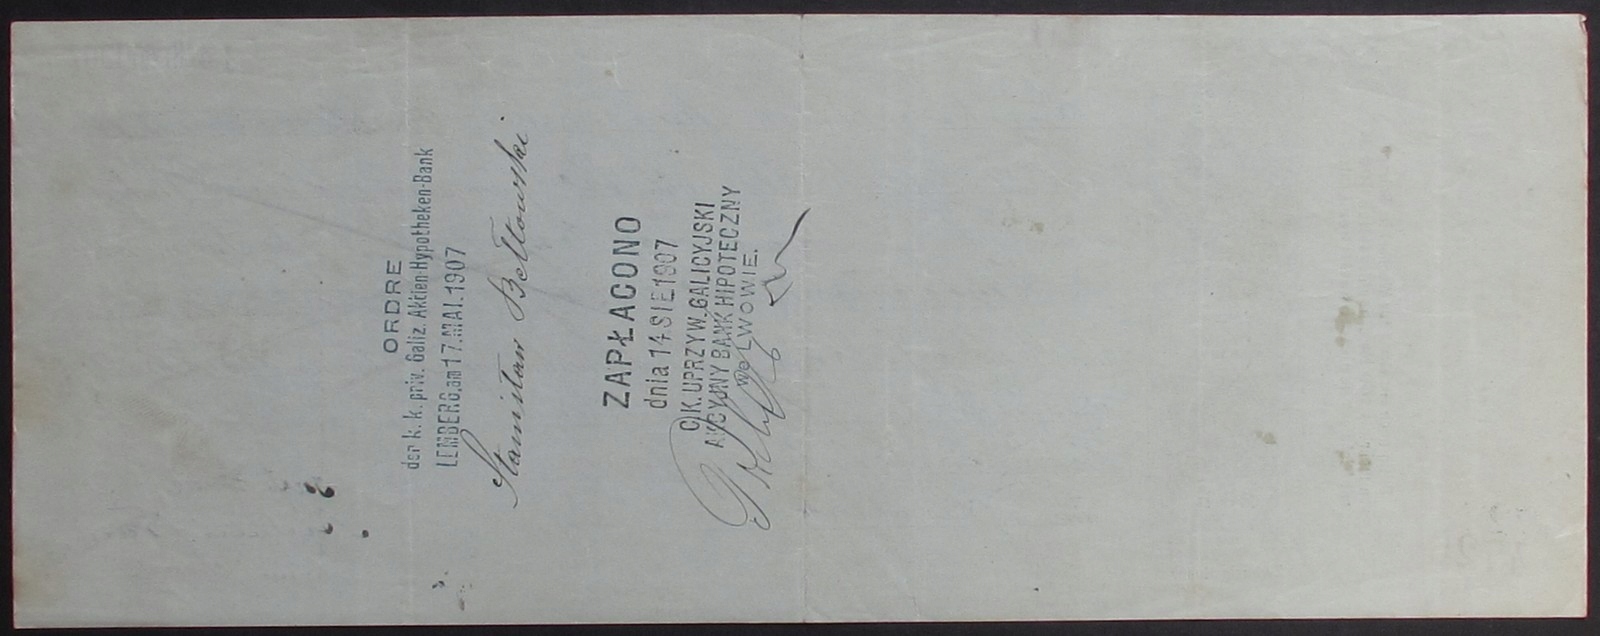 ORDRE
der k. k. priv. Galiz. Aktien-Hypotheken-Bank
LEMBERG, am 17. MAI. 1907
Stanisław Bełtowski
ZAPŁACONO
dnia 14 SIE 1907
C. K. UPRZYW. GALICYJSKI
AKCYJNY BANK HIPOTECZNY
WE LWOWIE.